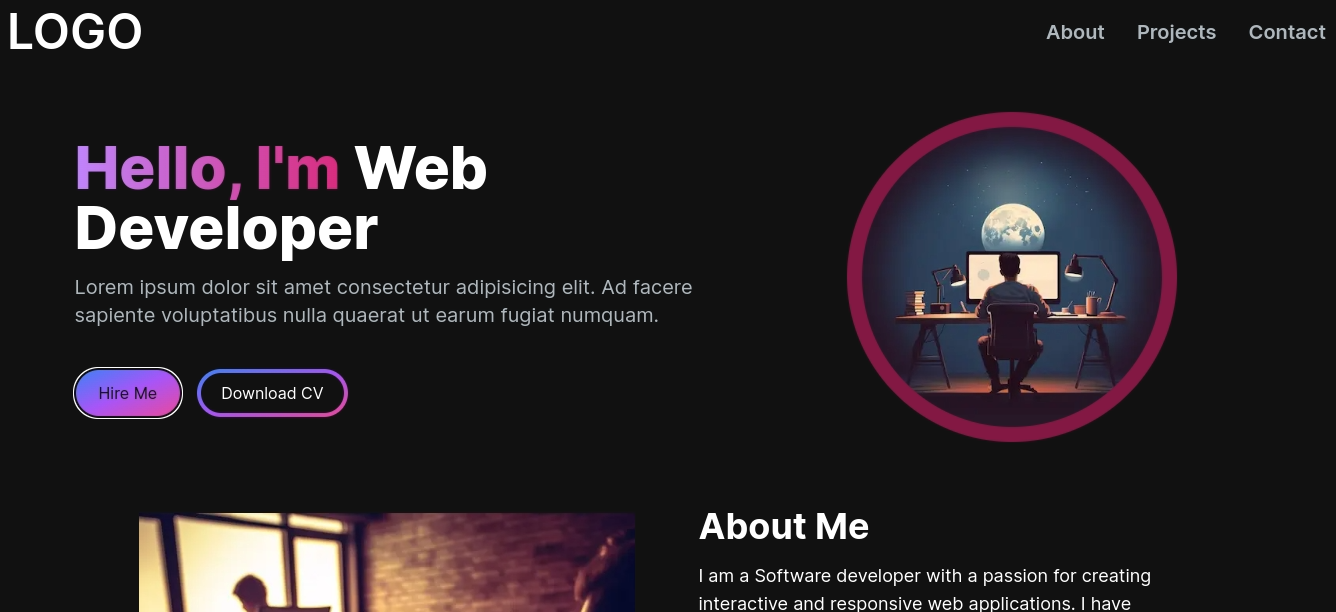 LOGO
About
Projects
Contact
Hello, I'm Web
Developer
Lorem ipsum dolor sit amet consectetur adipisicing elit. Ad facere
sapiente voluptatibus nulla quaerat ut earum fugiat numquam.
Hire Me
Download CV
About Me
I am a Software developer with a passion for creating
interactive and responsive web applications. I have